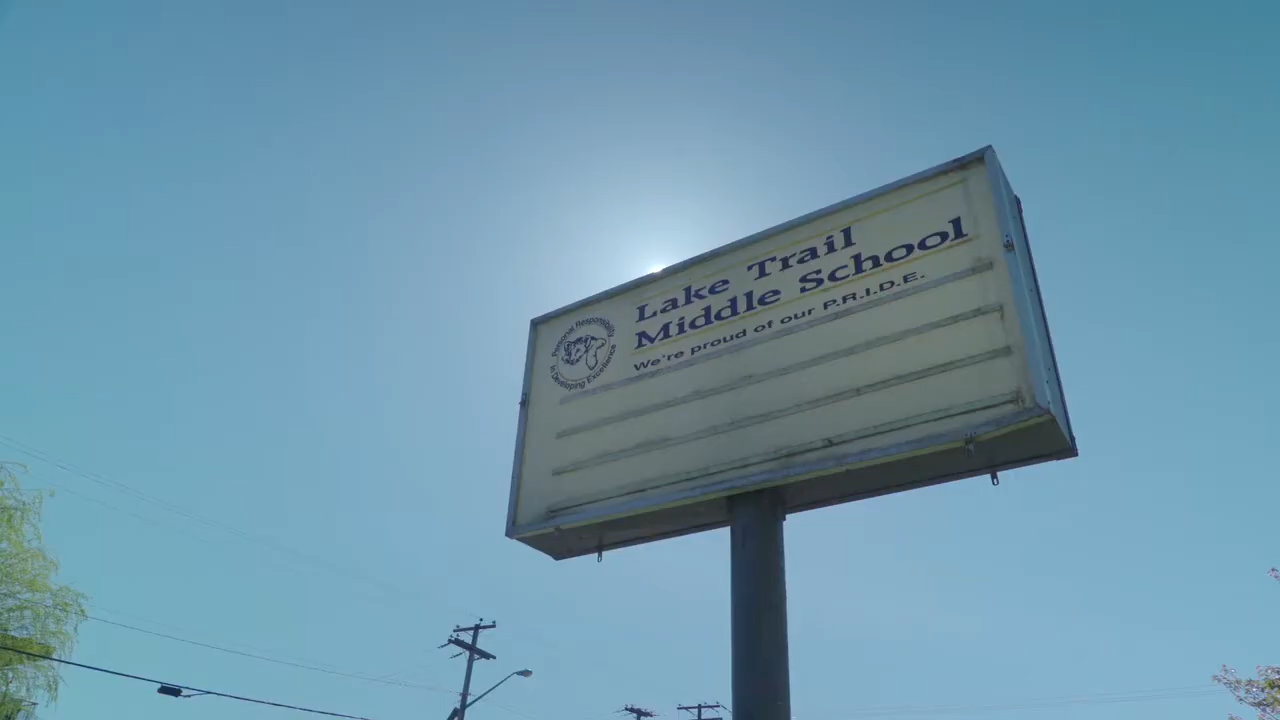 Lake Trail
Middle School
We're proud of our P.R.I.D.E.
Personal Responsibility
In Developing Excellence